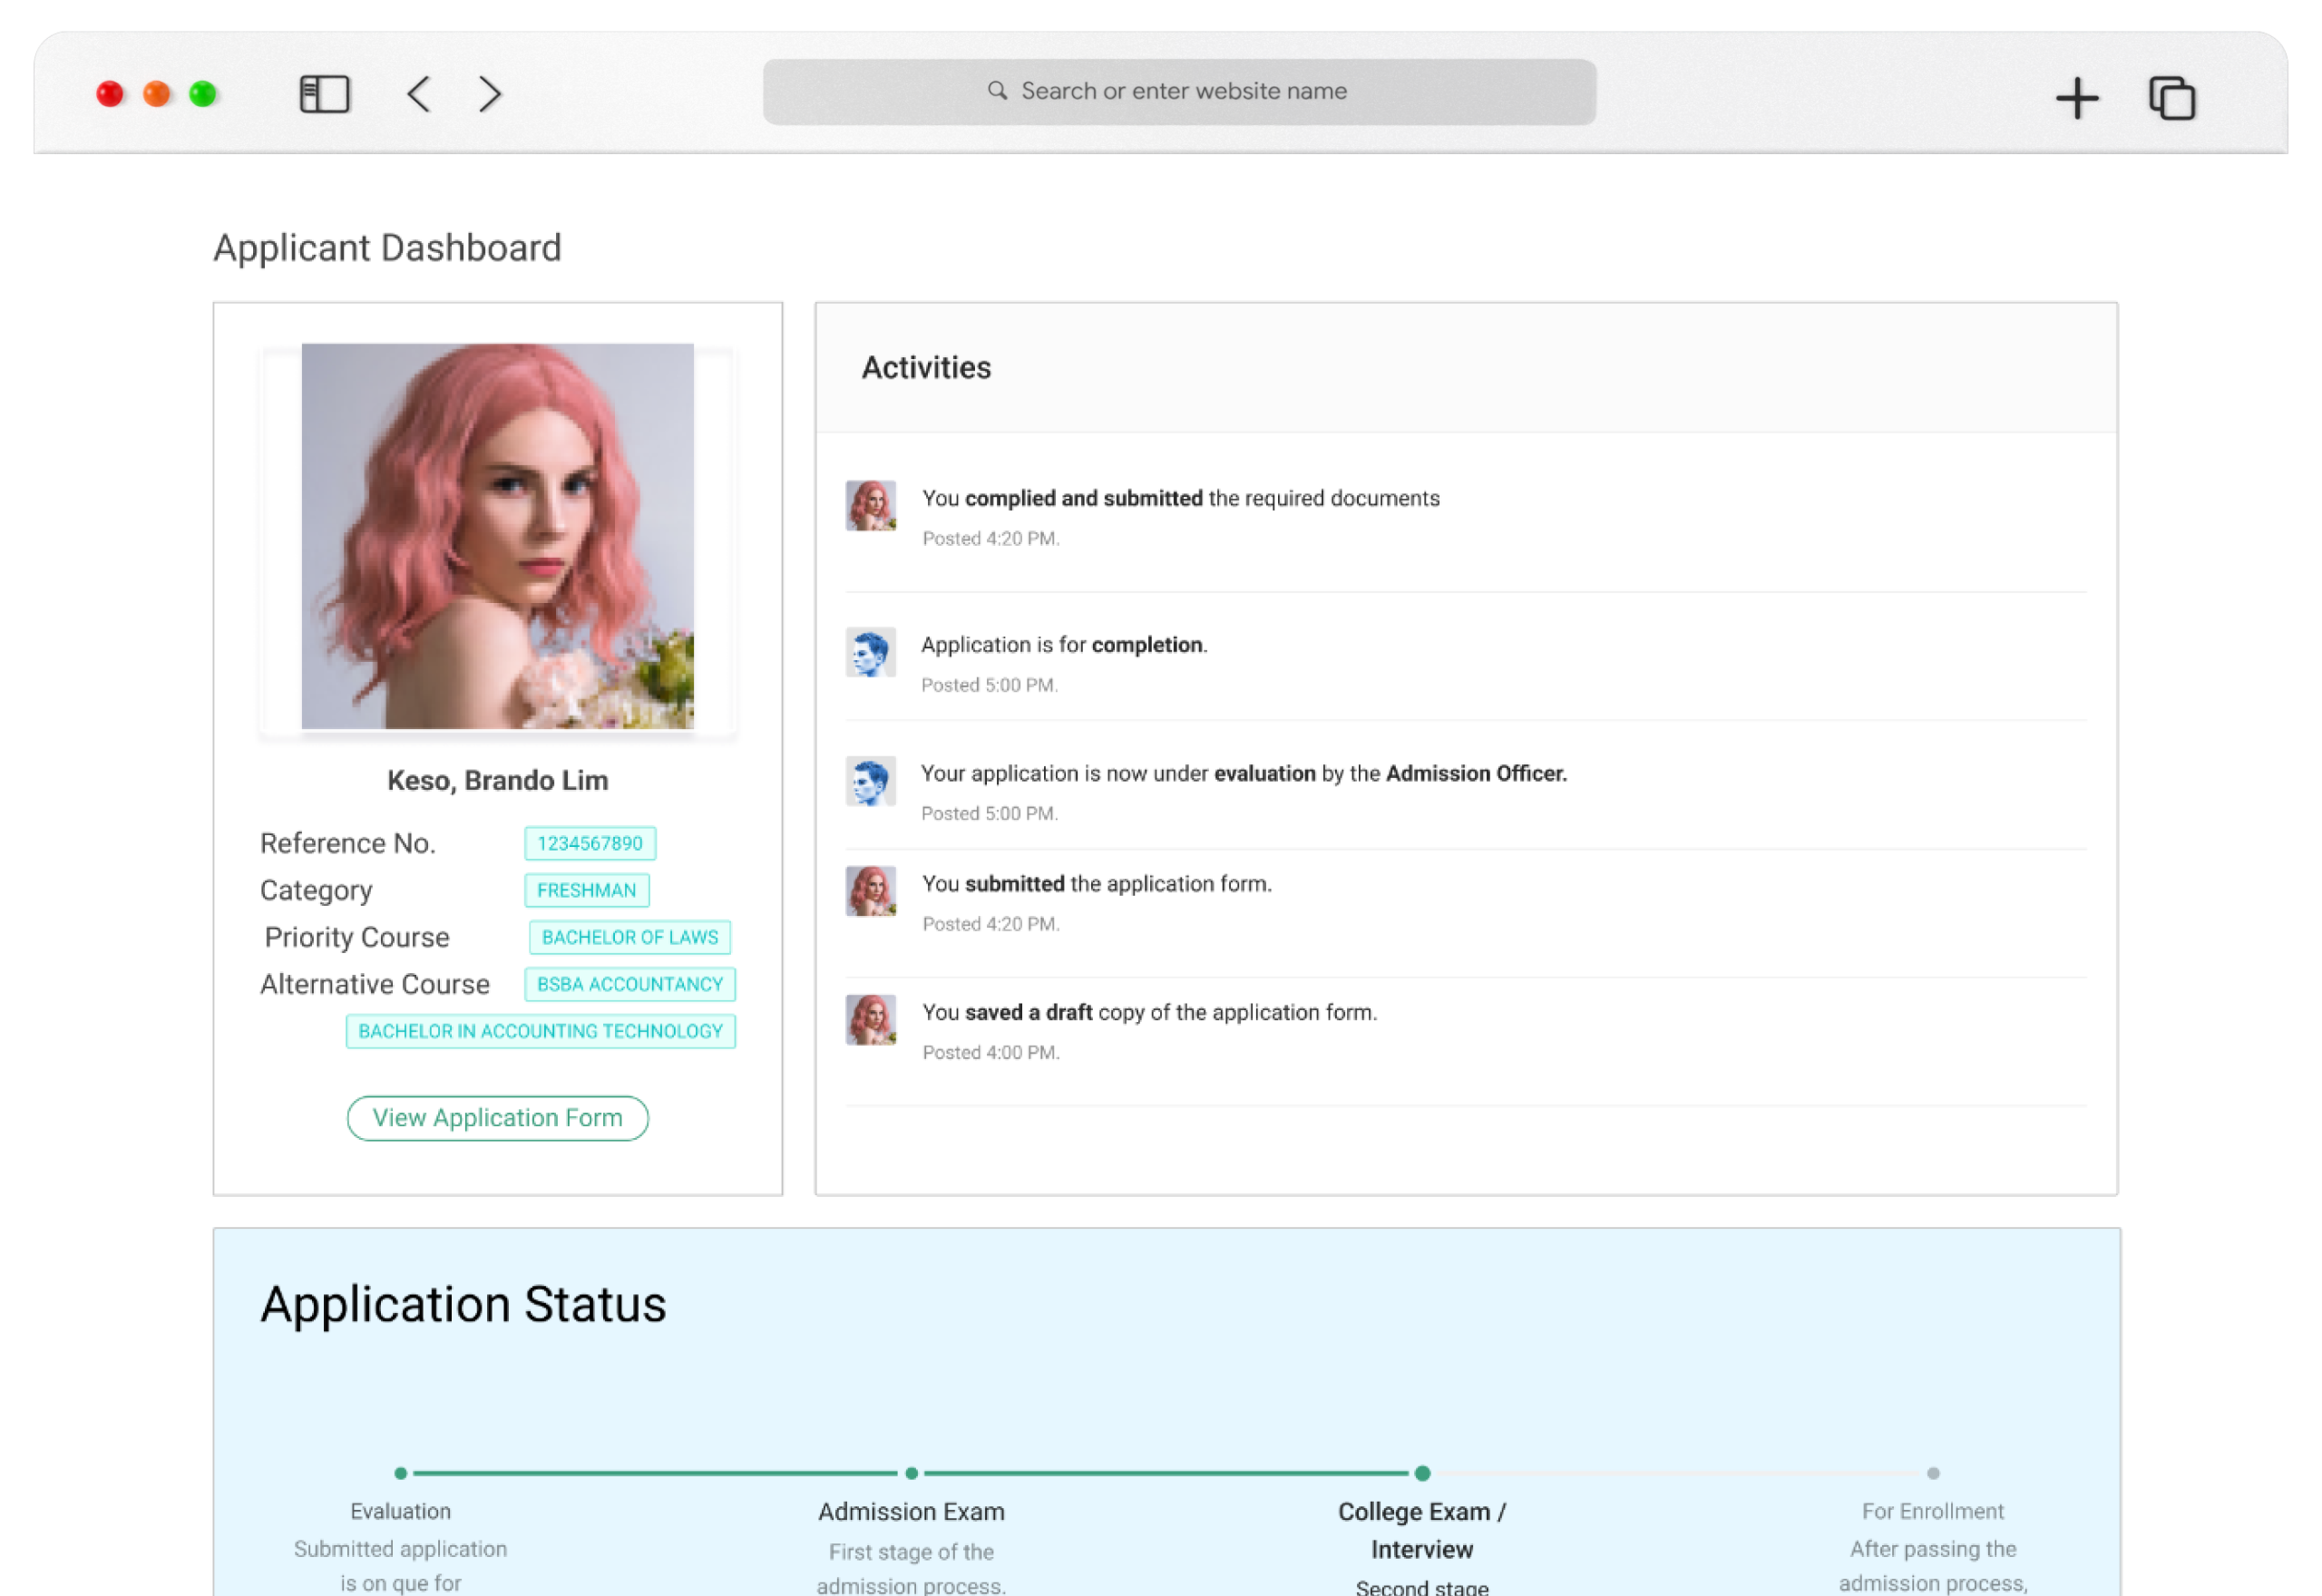 Search or enter website name
Applicant Dashboard
Keso, Brando Lim
Reference No. 1234567890
Category FRESHMAN
Priority Course BACHELOR OF LAWS
Alternative Course BSBA ACCOUNTANCY
BACHELOR IN ACCOUNTING TECHNOLOGY
View Application Form
Activities
You complied and submitted the required documents
Posted 4:20 PM.
Application is for completion.
Posted 5:00 PM.
Your application is now under evaluation by the Admission Officer.
Posted 5:00 PM.
You submitted the application form.
Posted 4:20 PM.
You saved a draft copy of the application form.
Posted 4:00 PM.
Application Status
Evaluation
Submitted application
is on que for
Admission Exam
First stage of the
admission process.
College Exam /
Interview
Second stage
For Enrollment
After passing the
admission process,